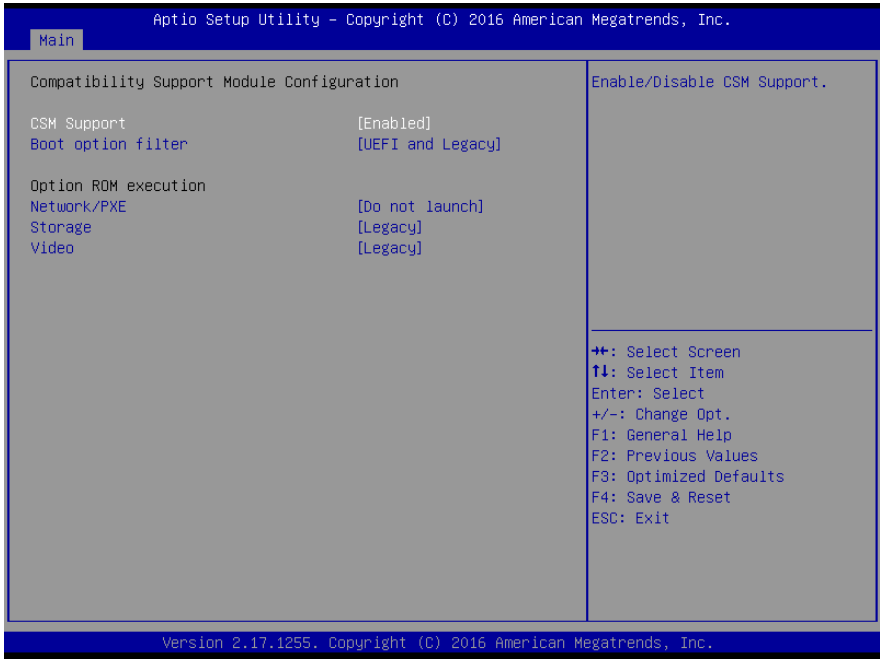 Aptio Setup Utility – Copyright (C) 2016 American Megatrends, Inc.
Main
Compatibility Support Module Configuration
CSM Support [Enabled]
Boot option filter [UEFI and Legacy]
Option ROM execution
Network/PXE [Do not launch]
Storage [Legacy]
Video [Legacy]
Enable/Disable CSM Support.
→←: Select Screen
↑↓: Select Item
Enter: Select
+/-: Change Opt.
F1: General Help
F2: Previous Values
F3: Optimized Defaults
F4: Save & Reset
ESC: Exit
Version 2.17.1255. Copyright (C) 2016 American Megatrends, Inc.